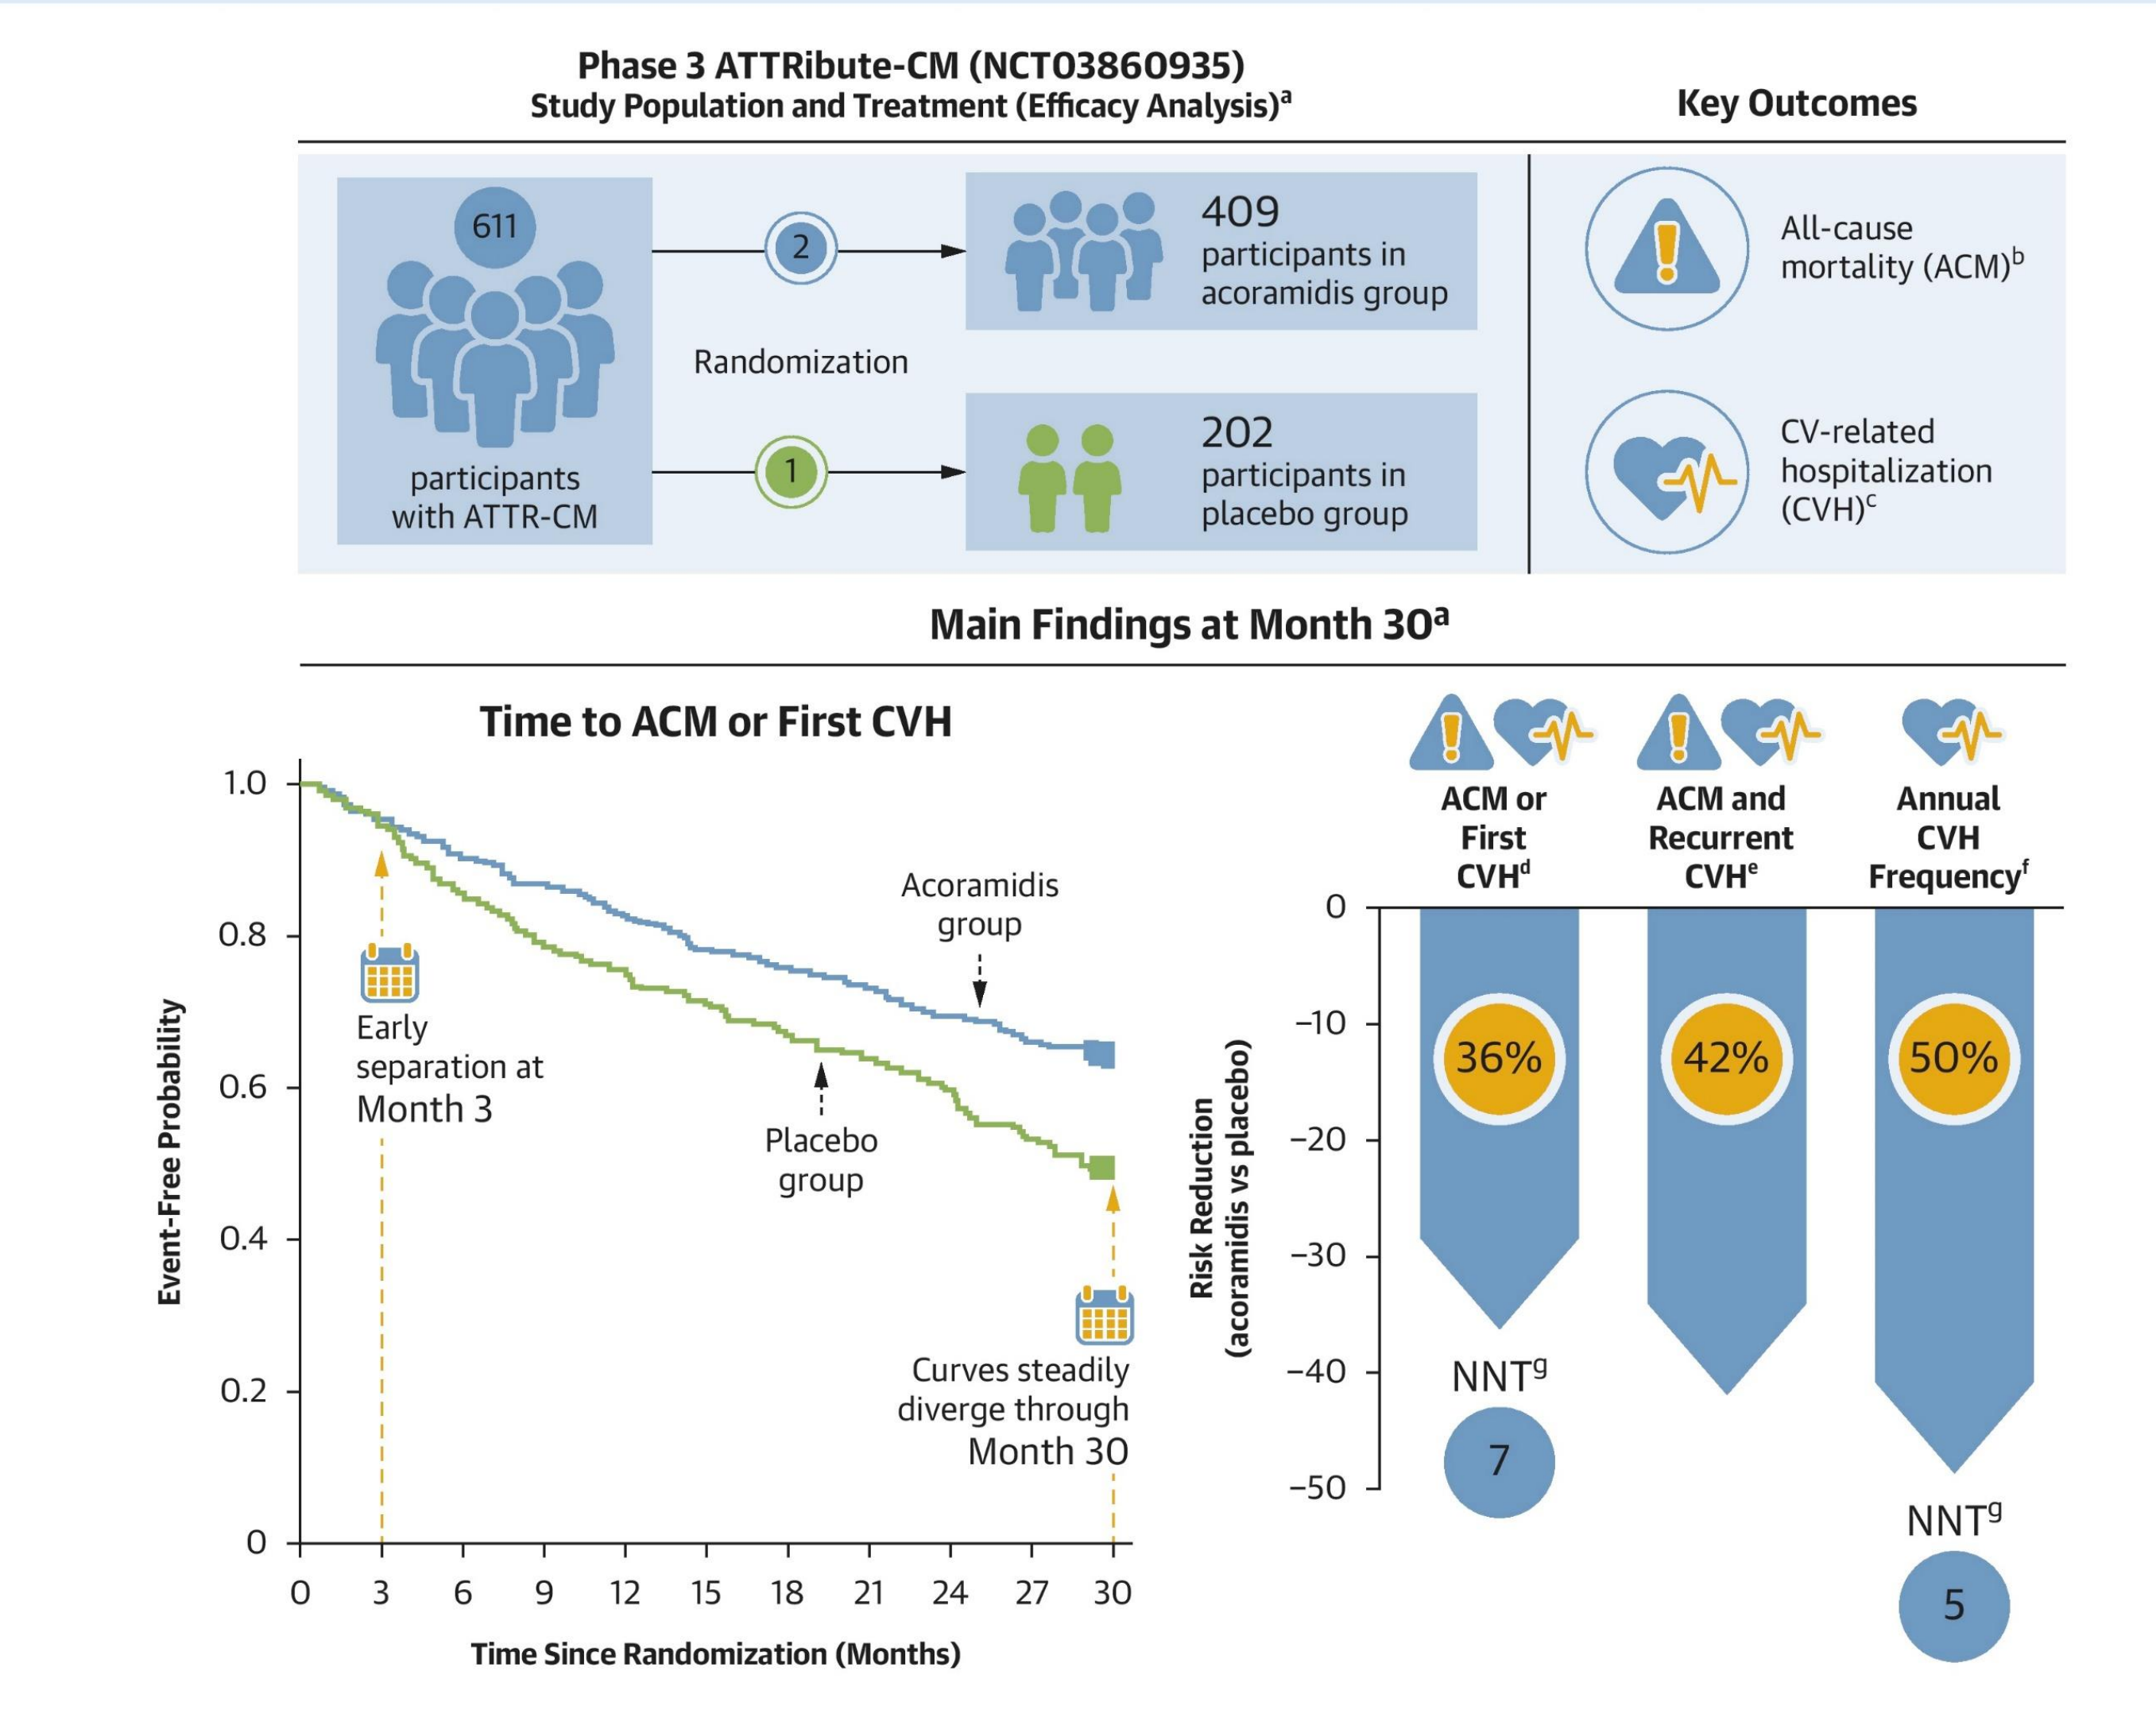 Phase 3 ATTRibute-CM (NCT03860935)
Study Population and Treatment (Efficacy Analysis)ᵃ
Key Outcomes
611
participants
with ATTR-CM
2
Randomization
1
409
participants in
acoramidis group
202
participants in
placebo group
All-cause
mortality (ACM)ᵇ
CV-related
hospitalization
(CVH)ᶜ
Main Findings at Month 30ᵃ
Time to ACM or First CVH
Event-Free Probability
1.0
0.8
0.6
0.4
0.2
0
Early
separation at
Month 3
Acoramidis
group
Placebo
group
Curves steadily
diverge through
Month 30
0 3 6 9 12 15 18 21 24 27 30
Time Since Randomization (Months)
ACM or
First
CVHᵈ
ACM and
Recurrent
CVHᵉ
Annual
CVH
Frequencyᶠ
Risk Reduction
(acoramidis vs placebo)
0
−10
−20
−30
−40
−50
36%
42%
50%
NNTᵍ
7
NNTᵍ
5